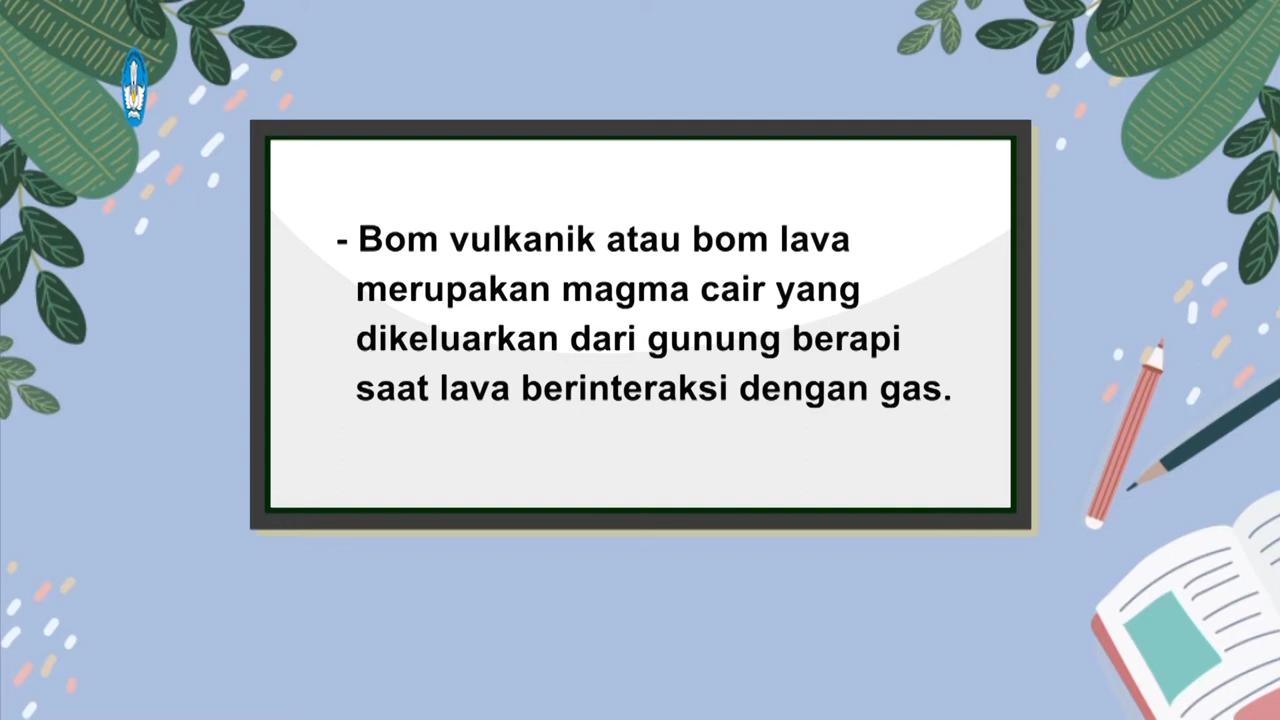 - Bom vulkanik atau bom lava
merupakan magma cair yang
dikeluarkan dari gunung berapi
saat lava berinteraksi dengan gas.